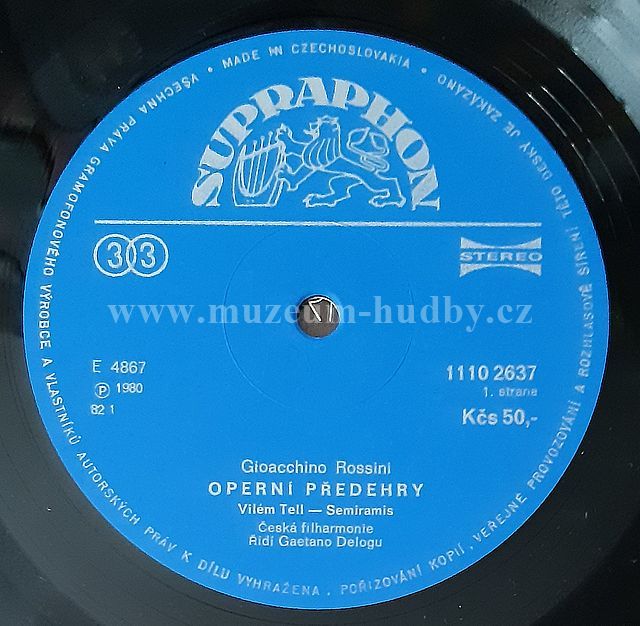 • MADE IN CZECHOSLOVAKIA •
SUPRAPHON
33
STEREO
www.muzeum-hudby.cz
E 4867
Ⓟ 1980
82 1
1110 2637
1. strana
Kčs 50,-
Gioacchino Rossini
OPERNÍ PŘEDEHRY
Vilém Tell — Semiramis
Česká filharmonie
Řídí Gaetano Delogu
VŠECHNA PRÁVA GRAMOFONOVÉHO VÝROBCE A VLASTNÍKŮ AUTORSKÝCH PRÁV K DÍLU VYHRAŽENA. POŘIZOVÁNÍ KOPIÍ, VEŘEJNÉ PROVOZOVÁNÍ A ROZHLASOVÉ ŠÍŘENÍ TÉTO DESKY JE ZAKÁZÁNO